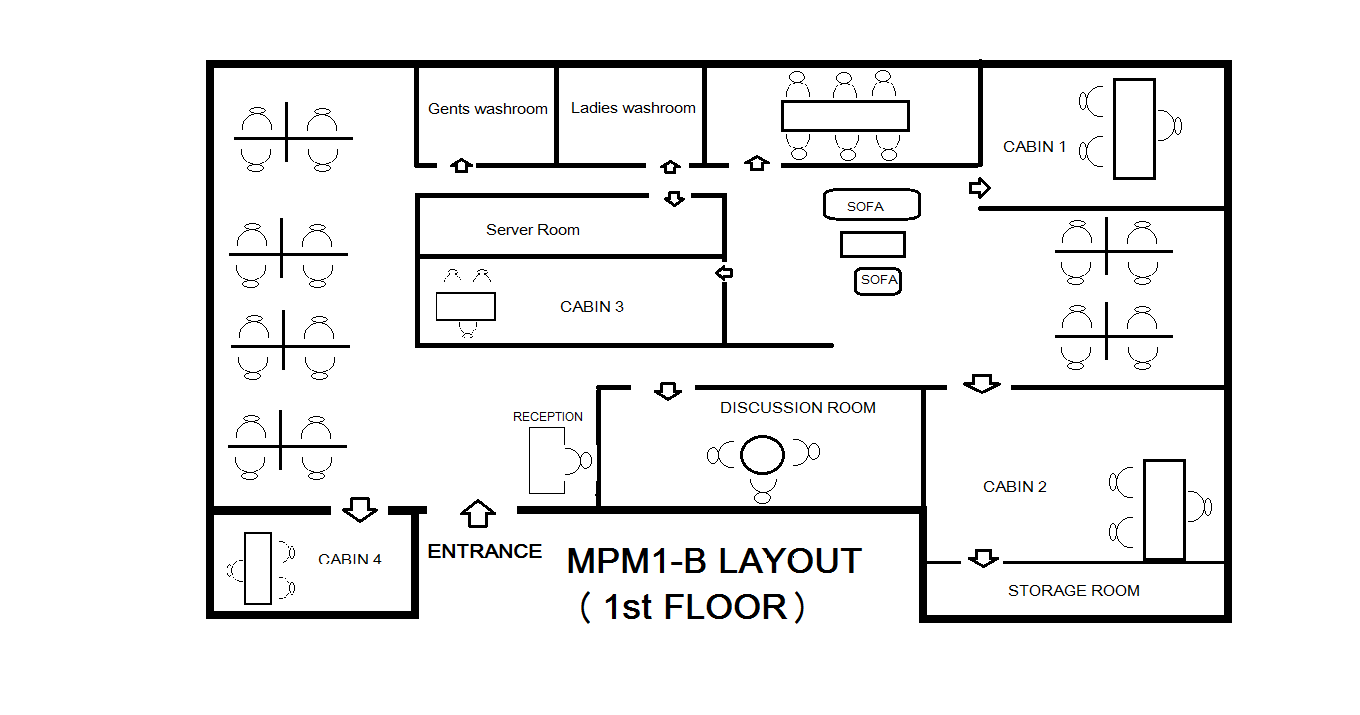 Gents washroom
Ladies washroom
CABIN 1
SOFA
Server Room
SOFA
CABIN 3
RECEPTION
DISCUSSION ROOM
CABIN 2
ENTRANCE
CABIN 4
MPM1-B LAYOUT
( 1st FLOOR )
STORAGE ROOM